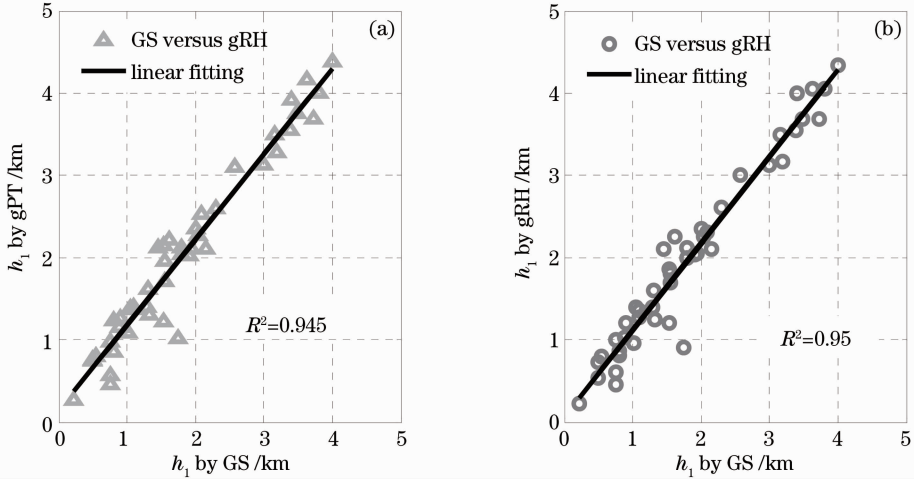 5
4
3
2
1
0
0 1 2 3 4 5
h₁ by gPT /km
h₁ by GS /km
GS versus gRH
linear fitting
(a)
R²=0.945
5
4
3
2
1
0
0 1 2 3 4 5
h₁ by gRH /km
h₁ by GS /km
GS versus gRH
linear fitting
(b)
R²=0.95